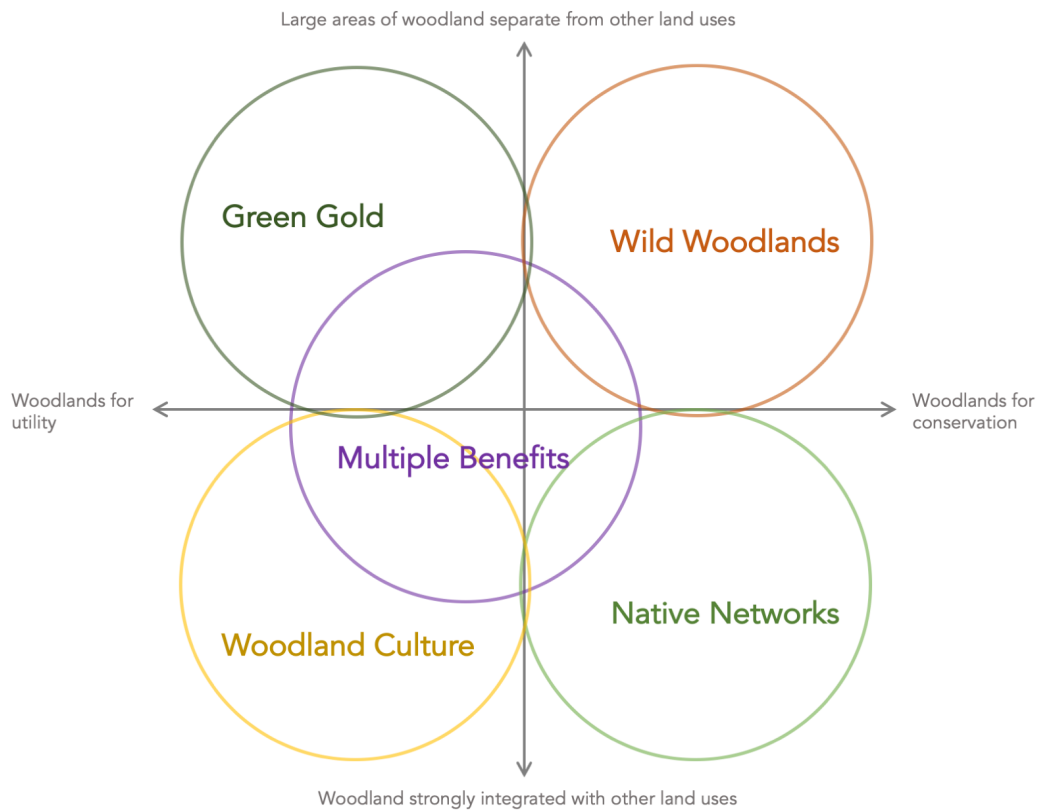 Large areas of woodland separate from other land uses
Green Gold
Wild Woodlands
Woodlands for
utility
Woodlands for
conservation
Multiple Benefits
Native Networks
Woodland Culture
Woodland strongly integrated with other land uses